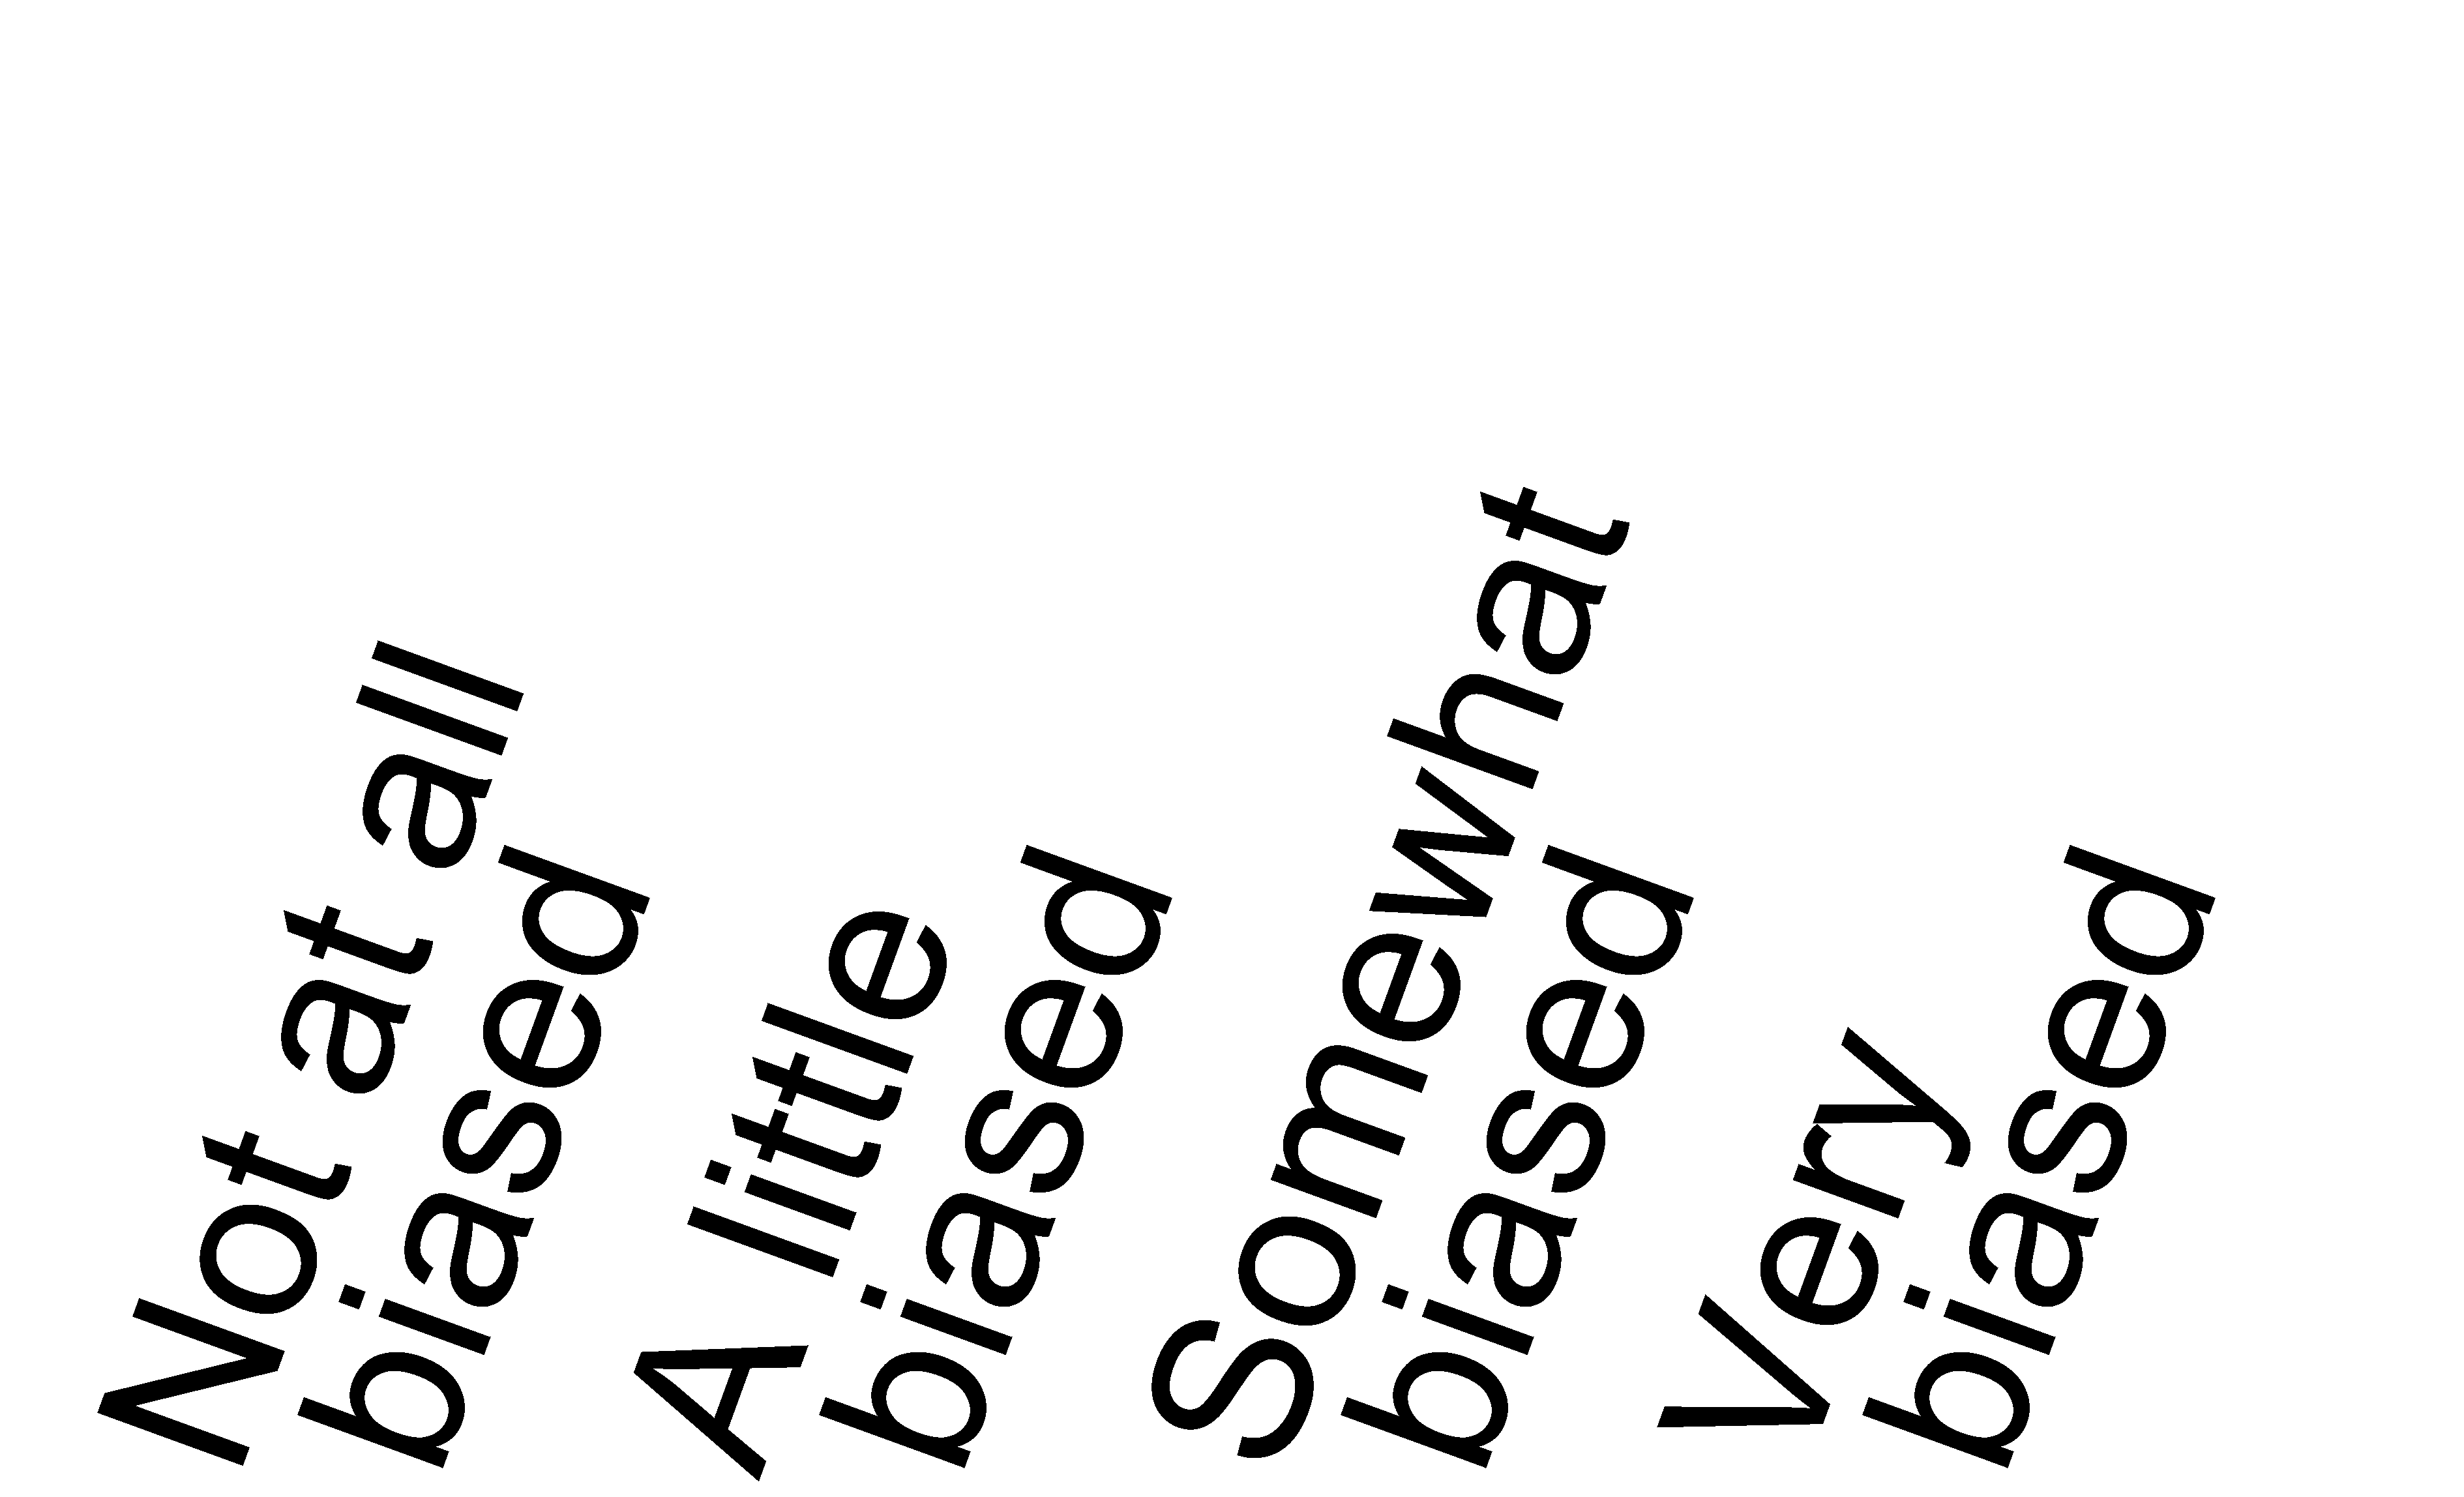 Not at all
biased
A little
biased
Somewhat
biased
Very
biased